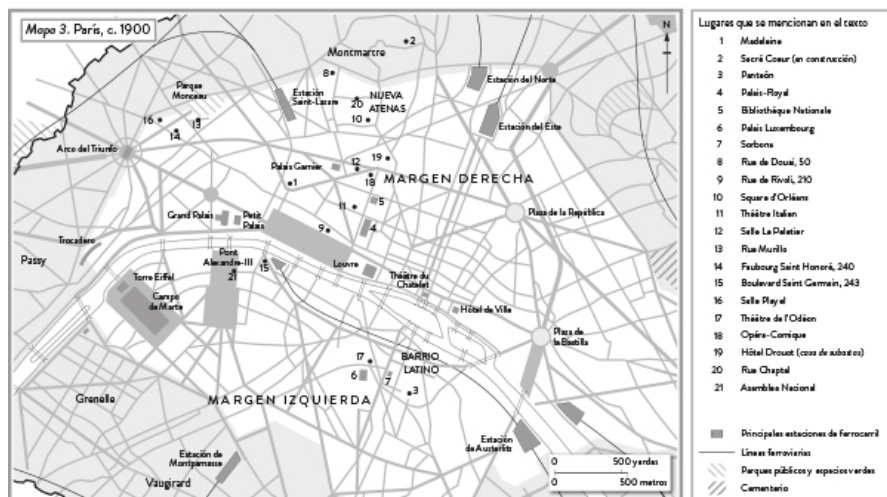 Mapa 3. París, c. 1900
Montmartre
2
8
Parque
Monceau
Estación
Saint-Lazare
20
NUEVA
ATENAS
10
Estación del Norte
Estación del Este
N
16
13
14
Arco del Triunfo
Palais Garnier
19
12
18
1
MARGEN DERECHA
5
11
4
Grand Palais
Petit
Palais
9
Plaza de la República
Trocadero
Passy
Pont
Alexandre-III
21
15
Louvre
Théâtre du
Chatelet
Torre Eiffel
Campo
de Marte
Hôtel de Ville
Plaza de
la Bastilla
17
BARRIO
LATINO
6
7
3
Grenelle
MARGEN IZQUIERDA
Estación de
Montparnasse
Vaugirard
Estación
de Austerlitz
0 500 yardas
0 500 metros
Lugares que se mencionan en el texto
1 Madeleine
2 Sacré Coeur (en construcción)
3 Panteón
4 Palais-Royal
5 Bibliothèque Nationale
6 Palais Luxembourg
7 Sorbona
8 Rue de Douai, 50
9 Rue de Rivoli, 210
10 Square d'Orléans
11 Théâtre Italien
12 Salle Le Peletier
13 Rue Murillo
14 Faubourg Saint Honoré, 240
15 Boulevard Saint Germain, 243
16 Salle Pleyel
17 Théâtre de l'Odéon
18 Opéra-Comique
19 Hôtel Drouot (casa de subastas)
20 Rue Chaptal
21 Asamblea Nacional
Principales estaciones de ferrocarril
Líneas ferroviarias
Parques públicos y espacios verdes
Cementerio